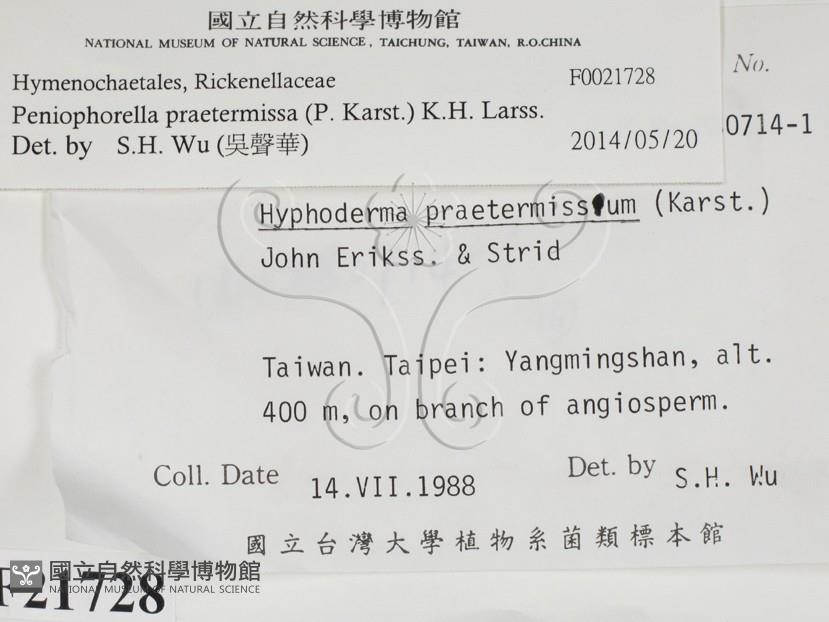 國立自然科學博物館
NATIONAL MUSEUM OF NATURAL SCIENCE, TAICHUNG, TAIWAN, R.O.CHINA
Hymenochaetales, Rickenellaceae F0021728
Peniophorella praetermissa (P. Karst.) K.H. Larss.
Det. by S.H. Wu (吳聲華) 2014/05/20
No.
0714-1
Hyphoderma praetermissum (Karst.)
John Erikss. & Strid
Taiwan. Taipei: Yangmingshan, alt.
400 m, on branch of angiosperm.
Coll. Date 14.VII.1988 Det. by S.H. Wu
國立台灣大學植物系菌類標本館
F21728
國立自然科學博物館
NATIONAL MUSEUM OF NATURAL SCIENCE